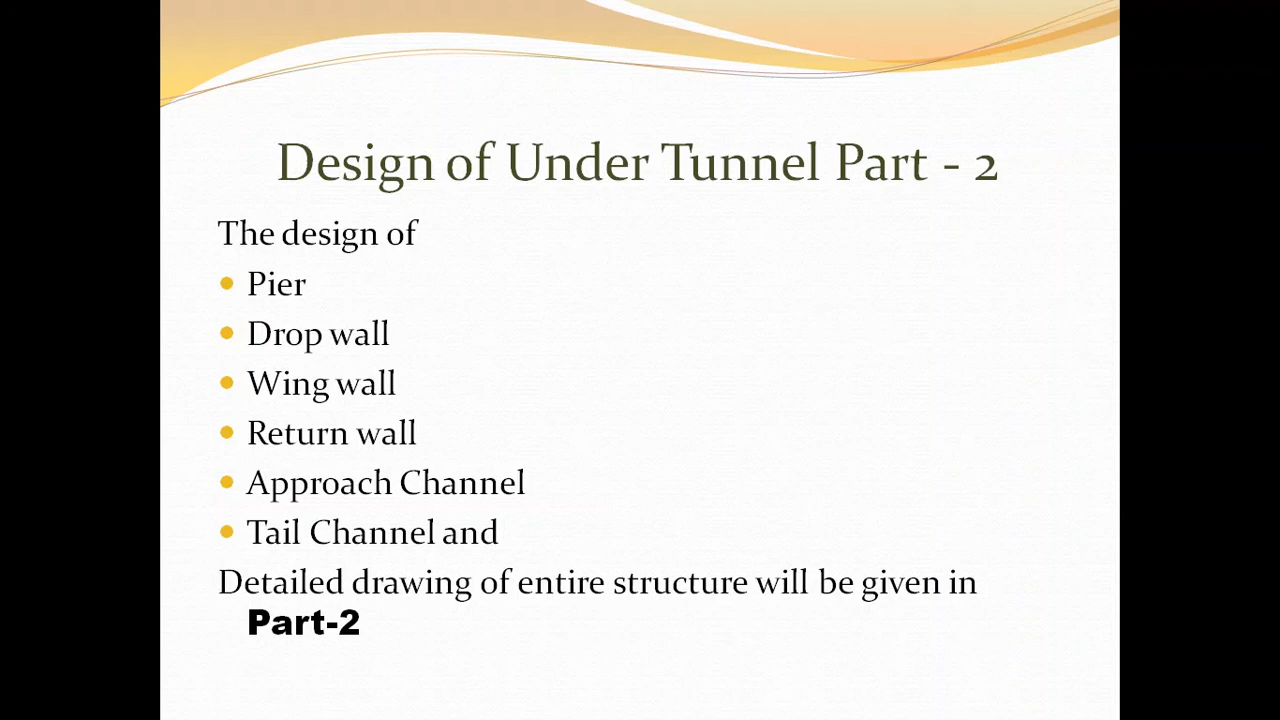 Design of Under Tunnel Part - 2
The design of
• Pier
• Drop wall
• Wing wall
• Return wall
• Approach Channel
• Tail Channel and
Detailed drawing of entire structure will be given in
Part-2